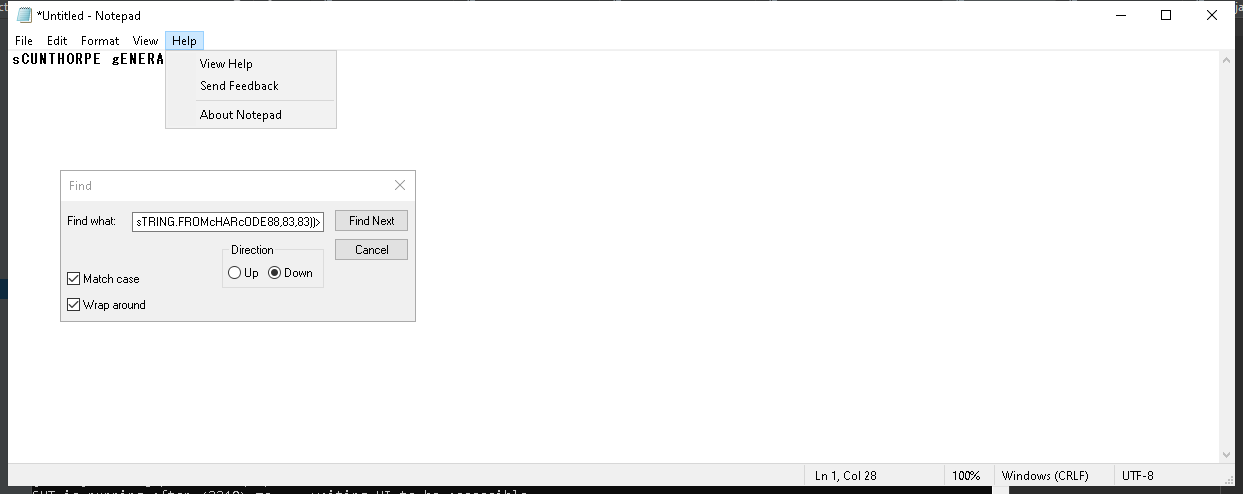 *Untitled - Notepad
File Edit Format View Help
sCUNTHORPE gENERA
View Help
Send Feedback
About Notepad
Find
Find what: sTRING.FROMcHARcODE88,83,83))> Find Next
Direction Cancel
Up Down
Match case
Wrap around
Ln 1, Col 28 100% Windows (CRLF) UTF-8